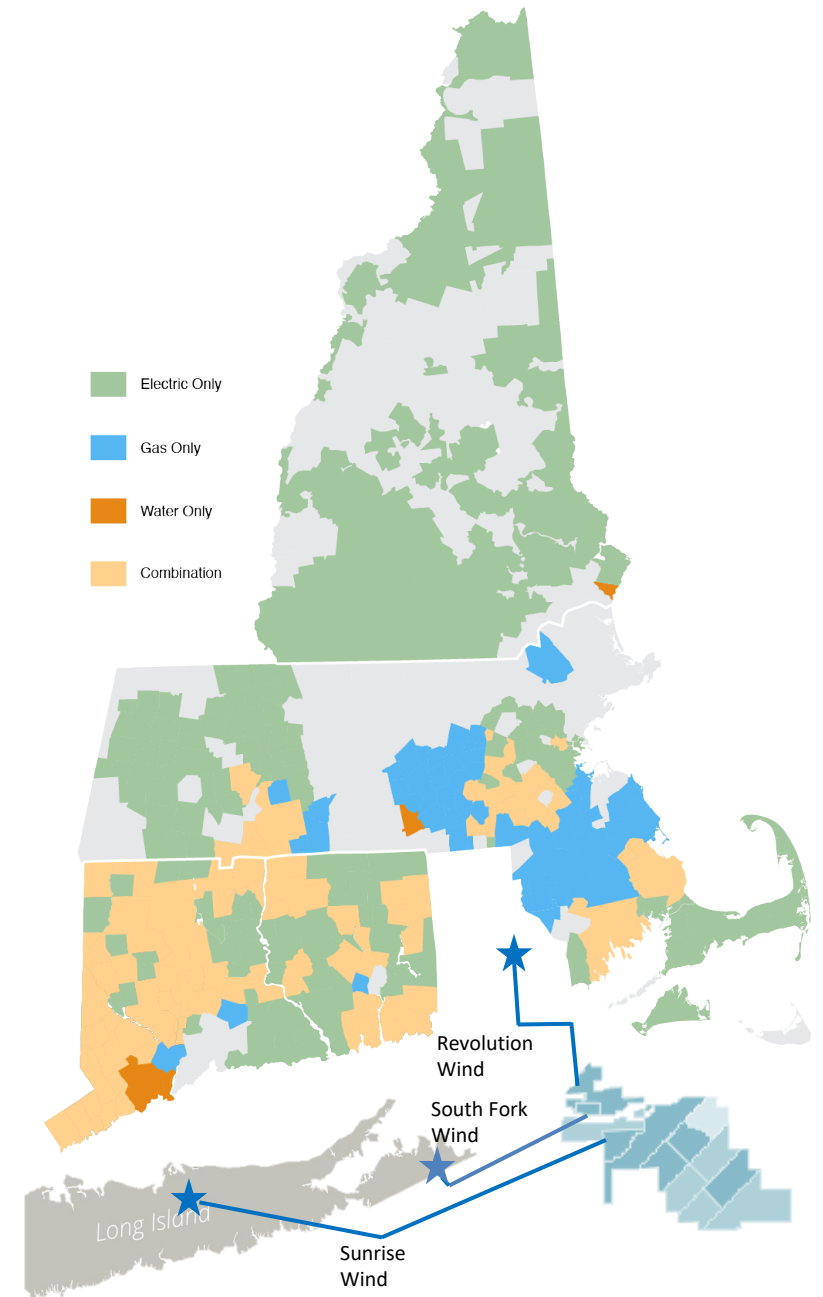 Electric Only
Gas Only
Water Only
Combination
Revolution
Wind
South Fork
Wind
Long Island
Sunrise
Wind